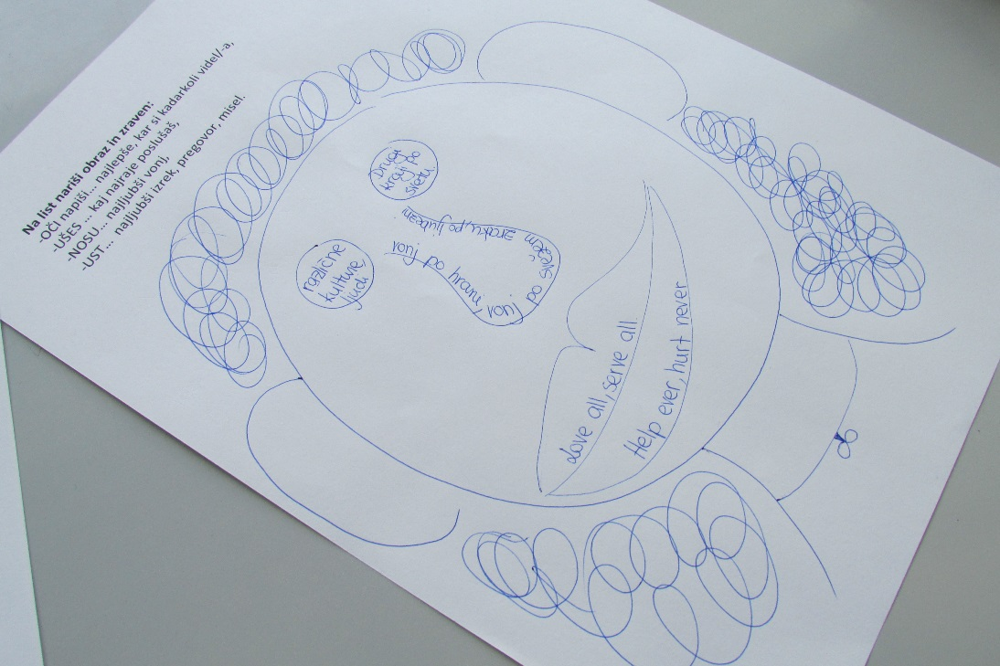 Na list nariši obraz in zraven:
-OČI napiši... najlepše, kar si kadarkoli videl/-a,
-UŠES ... kaj najraje poslušaš,
-NOSU... najljubši vonj,
-UST... najljubši izrek, pregovor, misel.
različne
kulture
ljudi
Drugi
kraji po
svetu
vonj od hrani, vonj po svežem zraku, po ljubezni
Love all, serve all
Help ever, hurt never